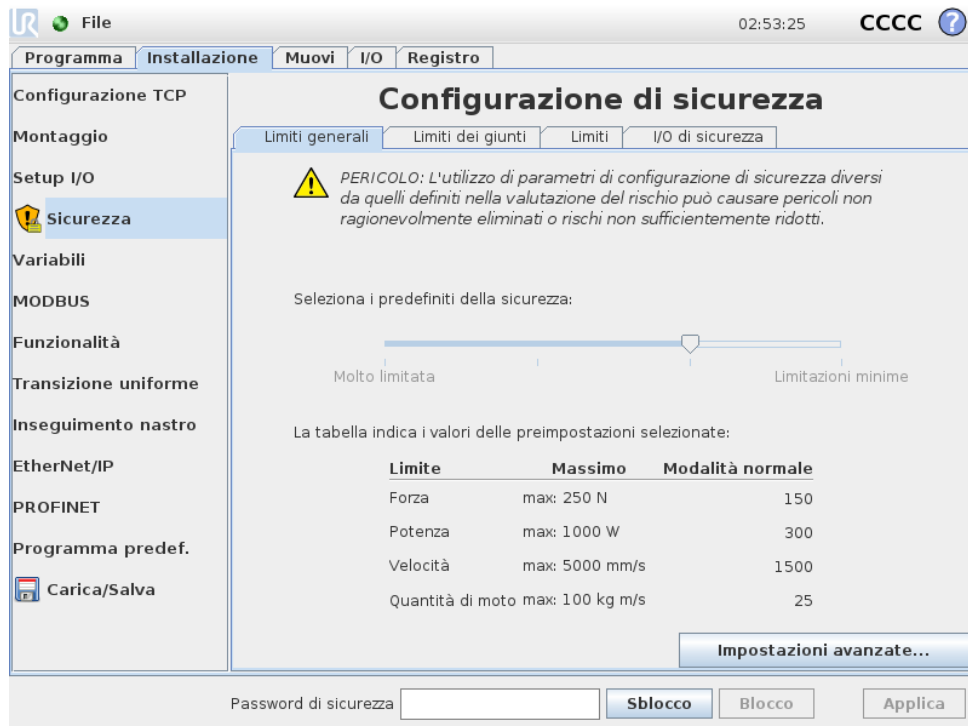 UR File 02:53:25 CCCC ?
Programma Installazione Muovi I/O Registro
Configurazione TCP
Montaggio
Setup I/O
Sicurezza
Variabili
MODBUS
Funzionalità
Transizione uniforme
Inseguimento nastro
EtherNet/IP
PROFINET
Programma predef.
Carica/Salva
Configurazione di sicurezza
Limiti generali Limiti dei giunti Limiti I/O di sicurezza
PERICOLO: L'utilizzo di parametri di configurazione di sicurezza diversi
da quelli definiti nella valutazione del rischio può causare pericoli non
ragionevolmente eliminati o rischi non sufficientemente ridotti.
Seleziona i predefiniti della sicurezza:
Molto limitata Limitazioni minime
La tabella indica i valori delle preimpostazioni selezionate:
Limite Massimo Modalità normale
Forza max: 250 N 150
Potenza max: 1000 W 300
Velocità max: 5000 mm/s 1500
Quantità di moto max: 100 kg m/s 25
Impostazioni avanzate...
Password di sicurezza Sblocco Blocco Applica